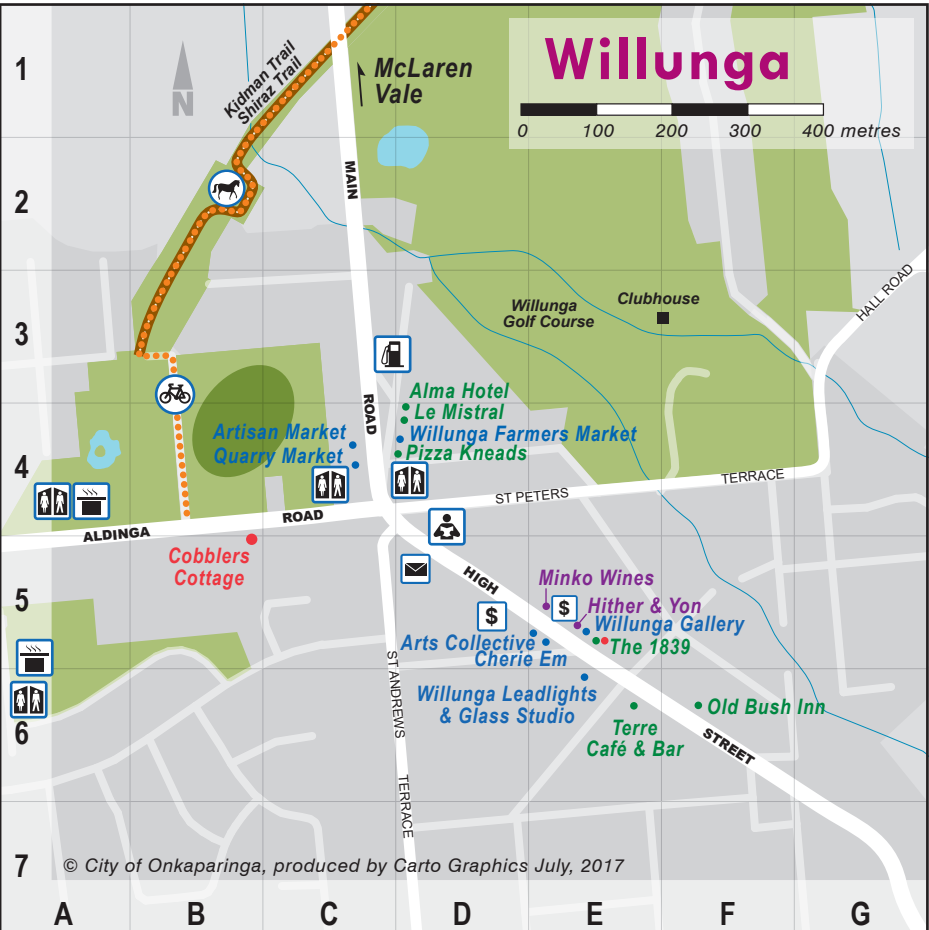 Willunga
0 100 200 300 400 metres
N
Kidman Trail
Shiraz Trail
McLaren
Vale
MAIN
ROAD
HALL ROAD
Willunga
Golf Course
Clubhouse
Alma Hotel
Le Mistral
Willunga Farmers Market
Pizza Kneads
Artisan Market
Quarry Market
ST PETERS
TERRACE
ALDINGA
ROAD
Cobblers
Cottage
HIGH
STREET
Minko Wines
$
Hither & Yon
$
Willunga Gallery
Arts Collective
The 1839
Cherie Em
Willunga Leadlights
& Glass Studio
Old Bush Inn
Terre
Café & Bar
ST ANDREWS
TERRACE
1
2
3
4
5
6
7
© City of Onkaparinga, produced by Carto Graphics July, 2017
A B C D E F G